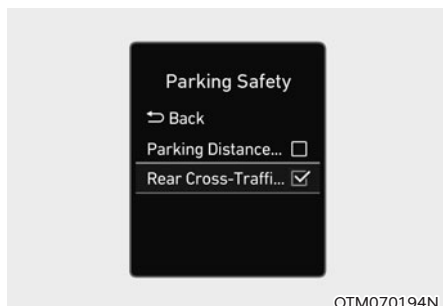 Parking Safety
Back
Parking Distance...
Rear Cross-Traffi...
OTM070194N